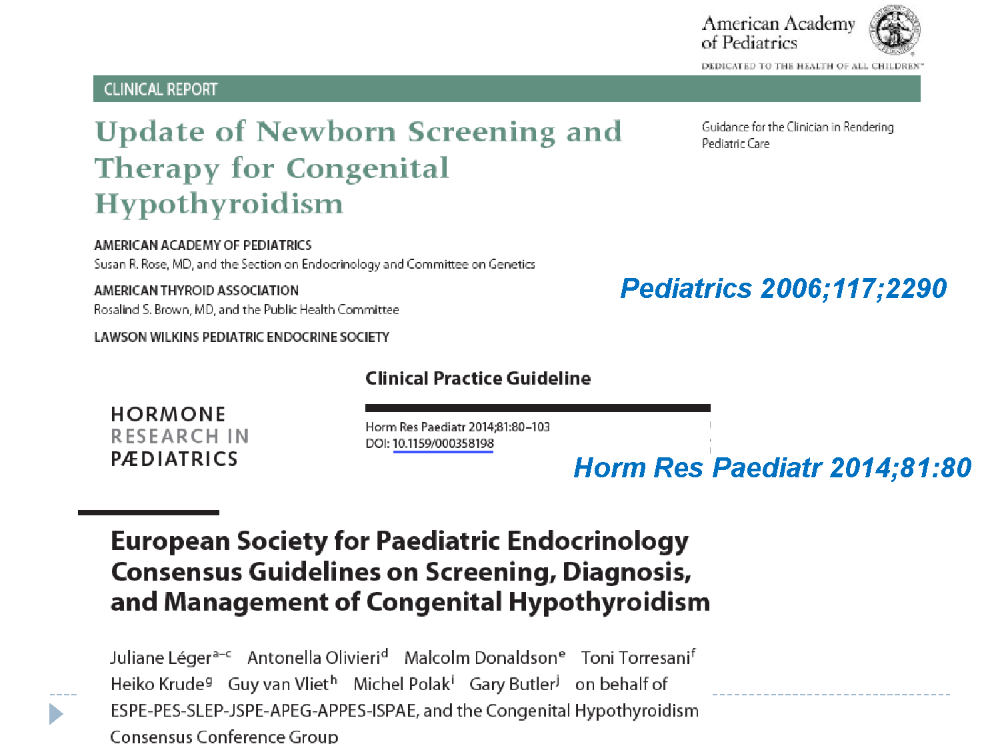 American Academy
of Pediatrics
DEDICATED TO THE HEALTH OF ALL CHILDREN™
CLINICAL REPORT
Update of Newborn Screening and
Therapy for Congenital
Hypothyroidism
Guidance for the Clinician in Rendering
Pediatric Care
AMERICAN ACADEMY OF PEDIATRICS
Susan R. Rose, MD, and the Section on Endocrinology and Committee on Genetics
AMERICAN THYROID ASSOCIATION
Rosalind S. Brown, MD, and the Public Health Committee
LAWSON WILKINS PEDIATRIC ENDOCRINE SOCIETY
Pediatrics 2006;117;2290
Clinical Practice Guideline
HORMONE
RESEARCH IN
PÆDIATRICS
Horm Res Paediatr 2014;81:80–103
DOI: 10.1159/000358198
Horm Res Paediatr 2014;81:80
European Society for Paediatric Endocrinology
Consensus Guidelines on Screening, Diagnosis,
and Management of Congenital Hypothyroidism
Juliane Léger a–c Antonella Olivieri d Malcolm Donaldson e Toni Torresani f
Heiko Krude g Guy van Vliet h Michel Polak i Gary Butler j on behalf of
ESPE-PES-SLEP-JSPE-APEG-APPES-ISPAE, and the Congenital Hypothyroidism
Consensus Conference Group